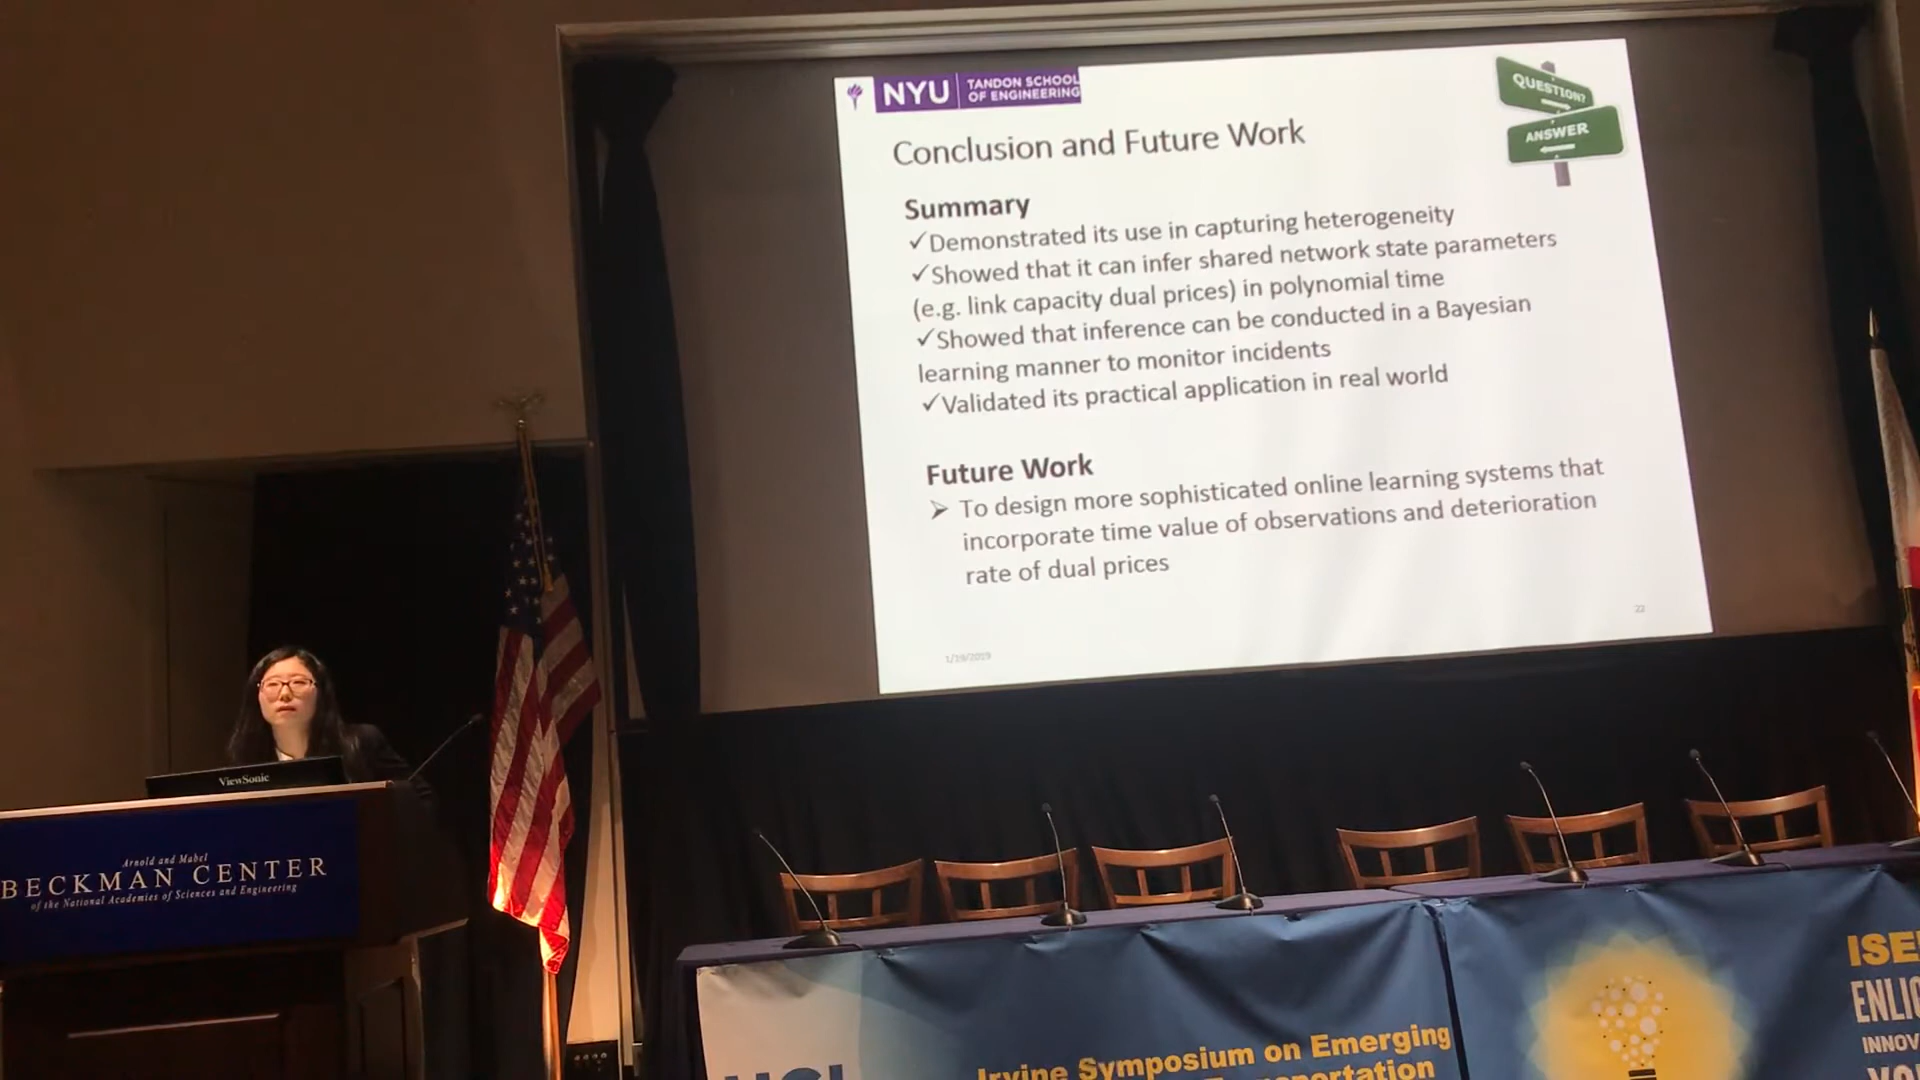 NYU
TANDON SCHOOL
OF ENGINEERING
QUESTION?
ANSWER
Conclusion and Future Work
Summary
✓Demonstrated its use in capturing heterogeneity
✓Showed that it can infer shared network state parameters
(e.g. link capacity dual prices) in polynomial time
✓Showed that inference can be conducted in a Bayesian
learning manner to monitor incidents
✓Validated its practical application in real world
Future Work
➢ To design more sophisticated online learning systems that
incorporate time value of observations and deterioration
rate of dual prices
22
1/19/2019
ViewSonic
Arnold and Mabel
BECKMAN CENTER
of the National Academies of Sciences and Engineering
Irvine Symposium on Emerging